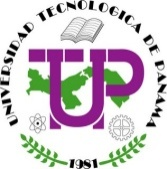 UNIVERSIDAD TECNOLOGICA DE PANAMA
UTP
1981